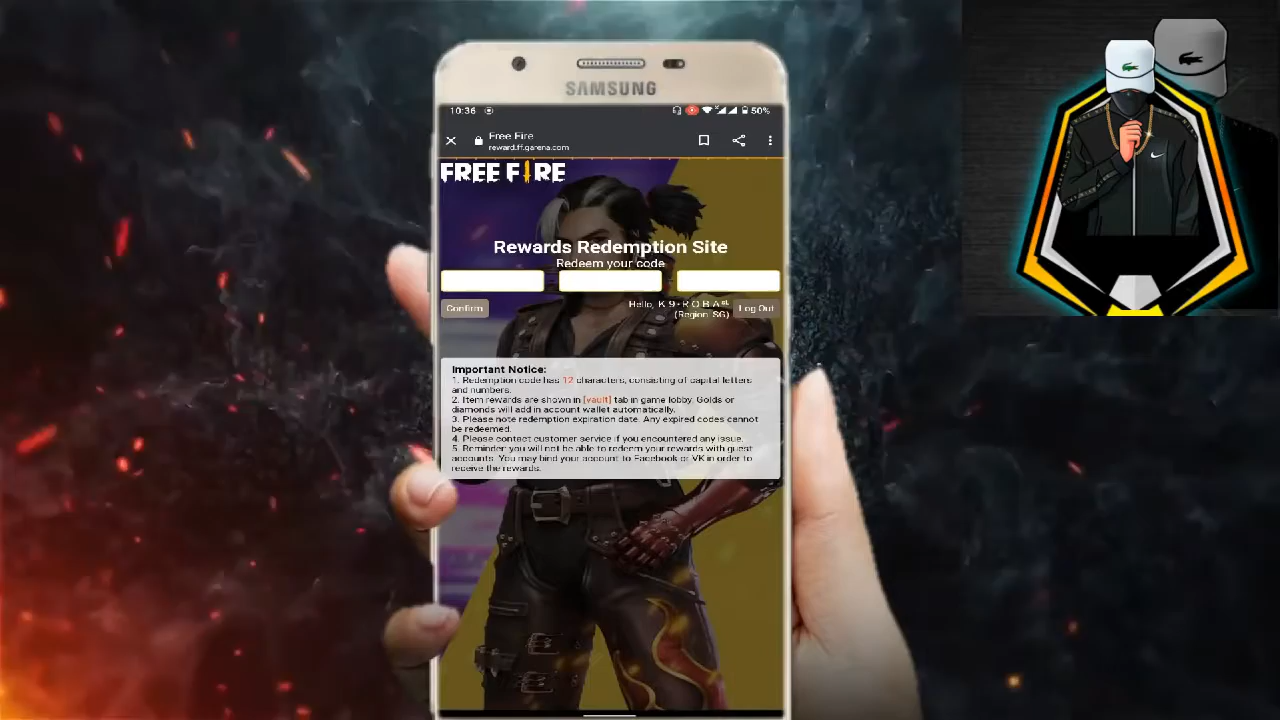 SAMSUNG
10:36
50%
Free Fire
reward.ff.garena.com
FREE FIRE
Rewards Redemption Site
Redeem your code
Confirm
Hello, K 9 • R O B A
(Region: SG)
Log Out
Important Notice:
1. Redemption code has 12 characters, consisting of capital letters
and numbers.
2. Item rewards are shown in [vault] tab in game lobby. Golds or
diamonds will add in account wallet automatically.
3. Please note redemption expiration date. Any expired codes cannot
be redeemed.
4. Please contact customer service if you encountered any issue.
5. Reminder: you will not be able to redeem your rewards with guest
accounts. You may bind your account to Facebook or VK in order to
receive the rewards.